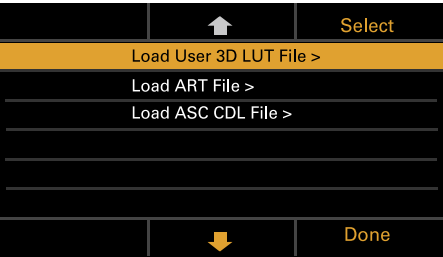 Select
Load User 3D LUT File >
Load ART File >
Load ASC CDL File >
Done